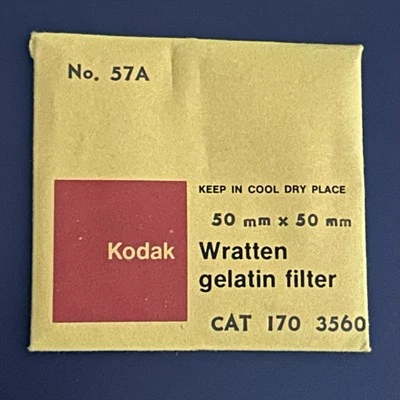 No. 57A
KEEP IN COOL DRY PLACE
50 mm x 50 mm
Kodak
Wratten
gelatin filter
CAT 170 3560